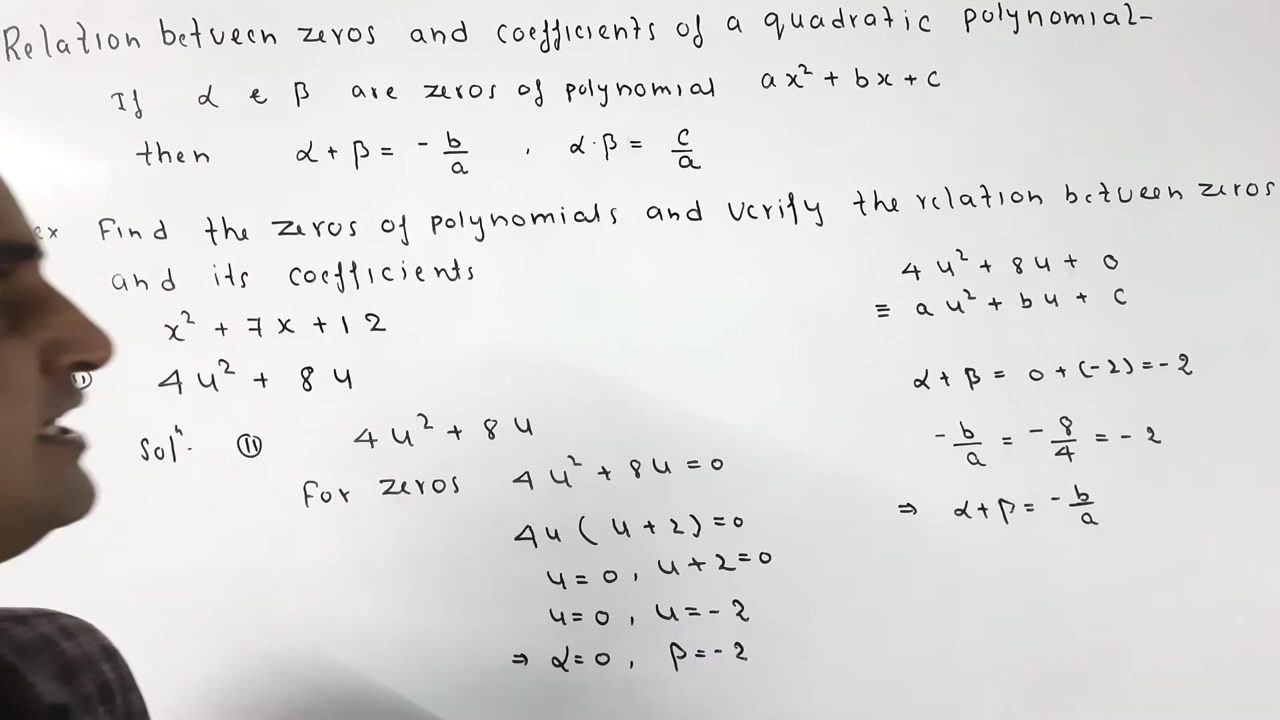 Relation between zeros and coefficients of a quadratic polynomial-
If α & β are zeros of polynomial ax² + bx + c
then α + β = - b/a , α·β = c/a
ex Find the zeros of polynomials and verify the relation between zeros
and its coefficients
x² + 7x + 12
(ii) 4u² + 8u
Solⁿ. (ii) 4u² + 8u
For zeros 4u² + 8u = 0
4u ( u + 2 ) = 0
u = 0 , u + 2 = 0
u = 0 , u = - 2
⇒ α = 0 , β = - 2
4u² + 8u + 0
≡ au² + bu + c
α + β = 0 + (-2) = - 2
- b/a = - 8/4 = - 2
⇒ α + β = - b/a